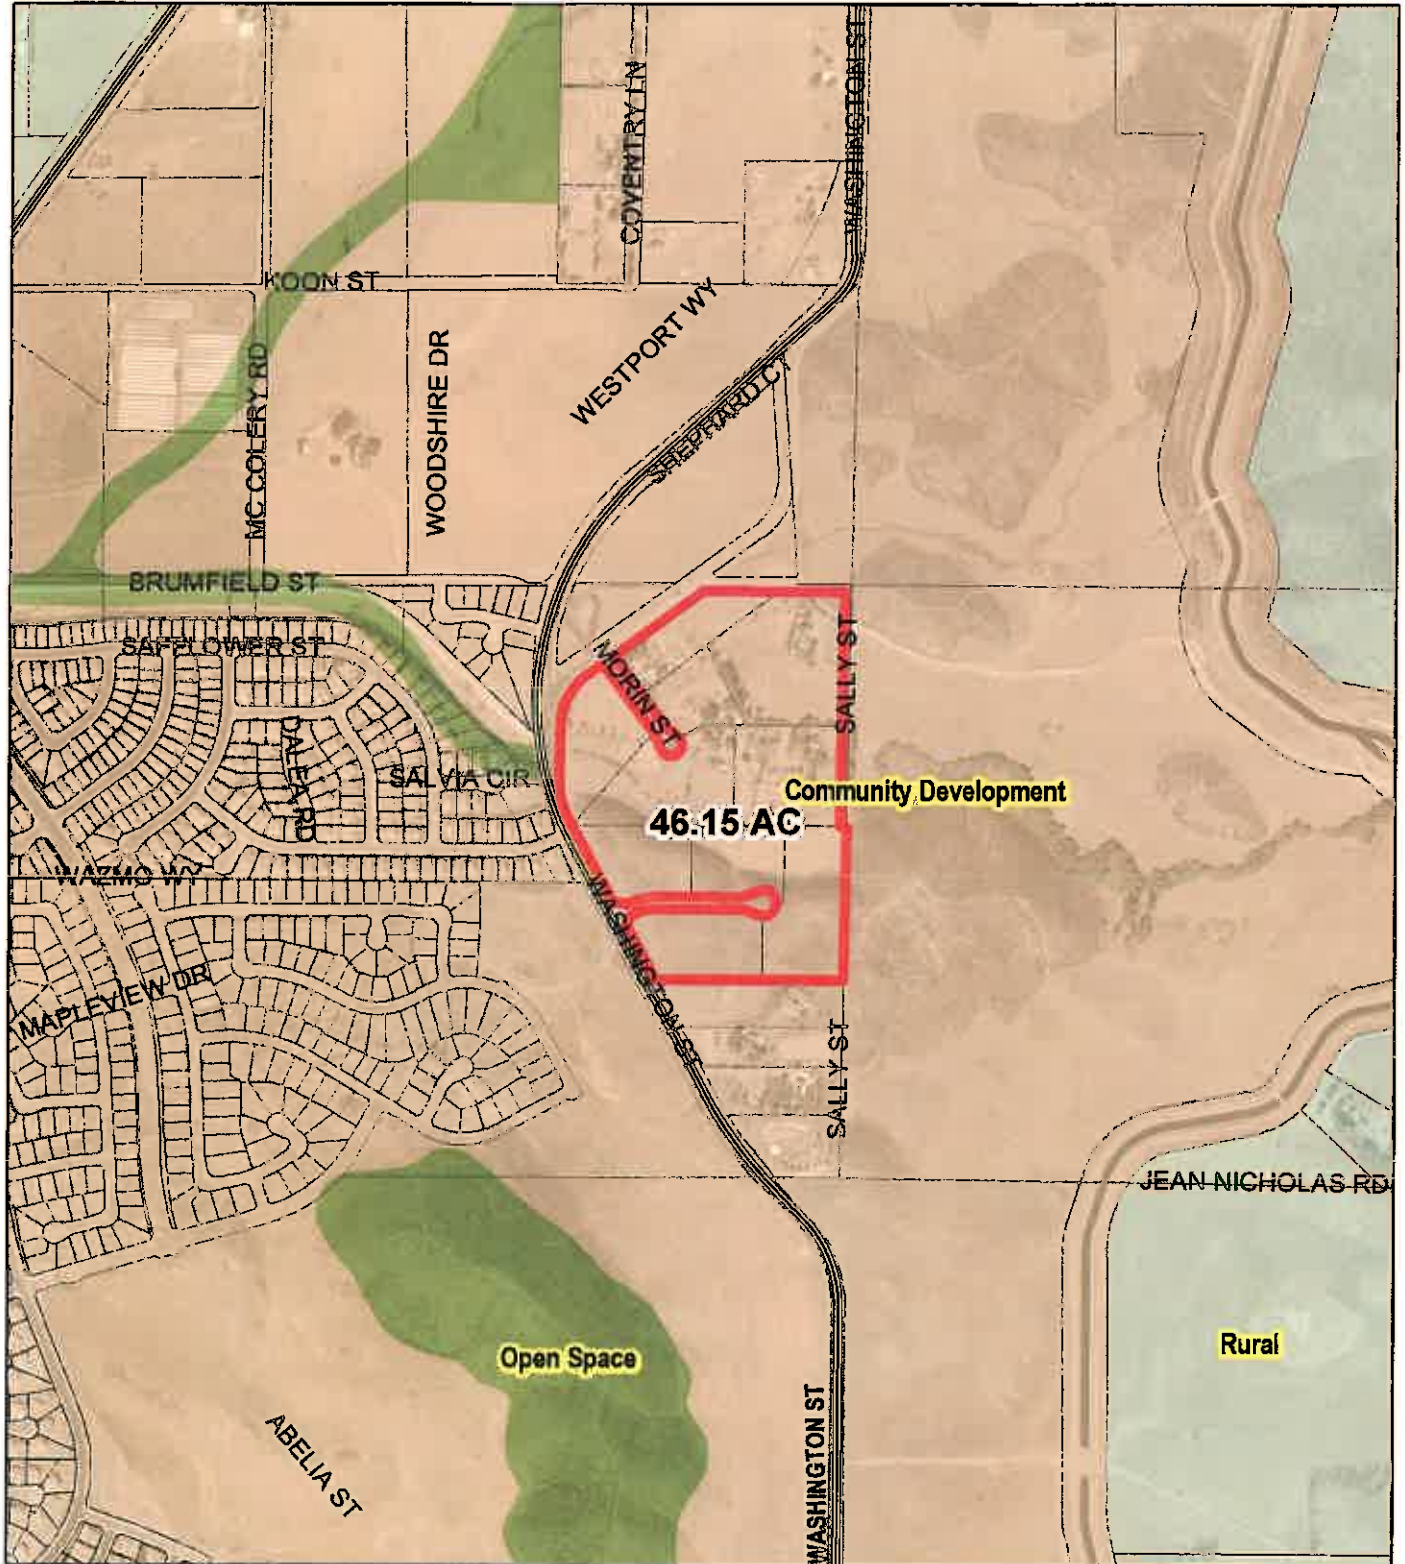 WASHINGTON ST
COVENTRY LN
KOON ST
WESTPORT WY
WOODSHIRE DR
MC COLERY RD
SHEPHARD CT
BRUMFIELD ST
SAFFLOWER ST
MORIN ST
SALLY ST
DALEA RD
SALVIA CIR
Community Development
46.15 AC
WAZMO WY
WASHINGTON ST
MAPLEVIEW DR
SALLY ST
JEAN NICHOLAS RD
Open Space
Rural
ABELIA ST
WASHINGTON ST